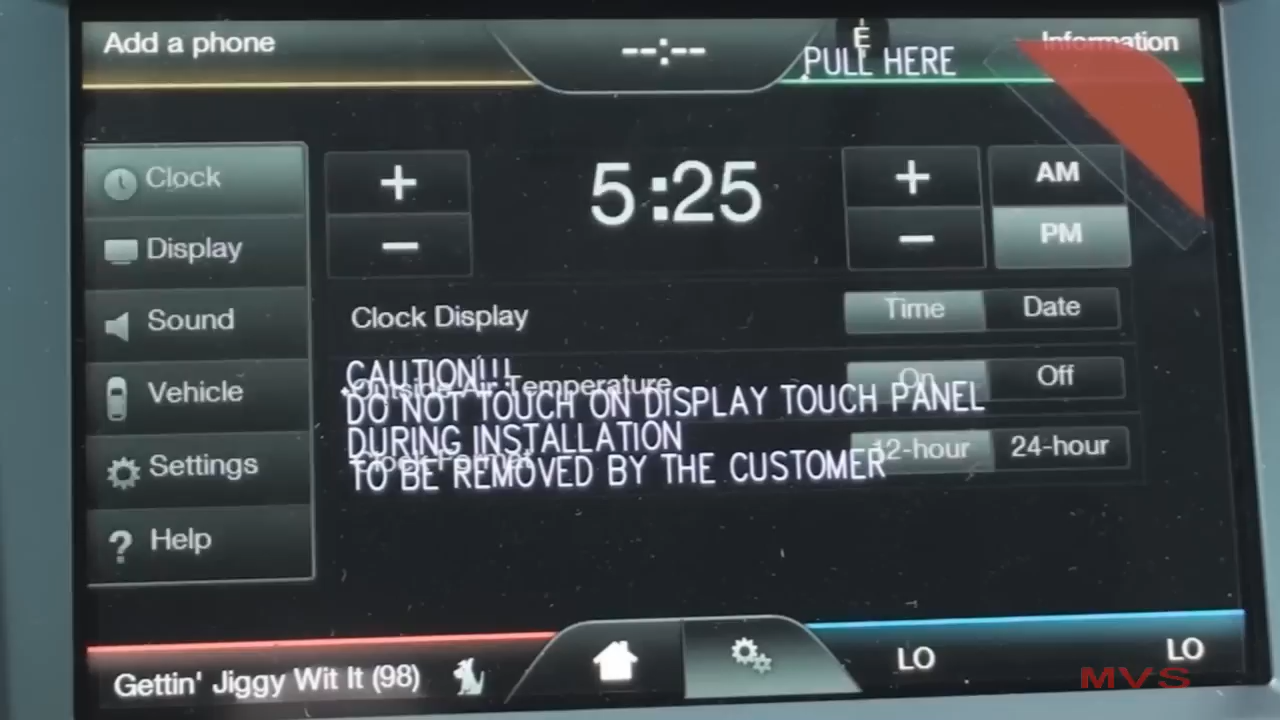 Add a phone
--:--
E
PULL HERE
Information
Clock
+
5:25
+
AM
Display
−
−
PM
Sound
Clock Display
Time
Date
CAUTION!!!
Outside Air Temperature
On
Off
Vehicle
DO NOT TOUCH ON DISPLAY TOUCH PANEL
DURING INSTALLATION
12-hour
24-hour
Clock Format
Settings
TO BE REMOVED BY THE CUSTOMER
Help
Gettin' Jiggy Wit It (98)
LO
LO
MVS